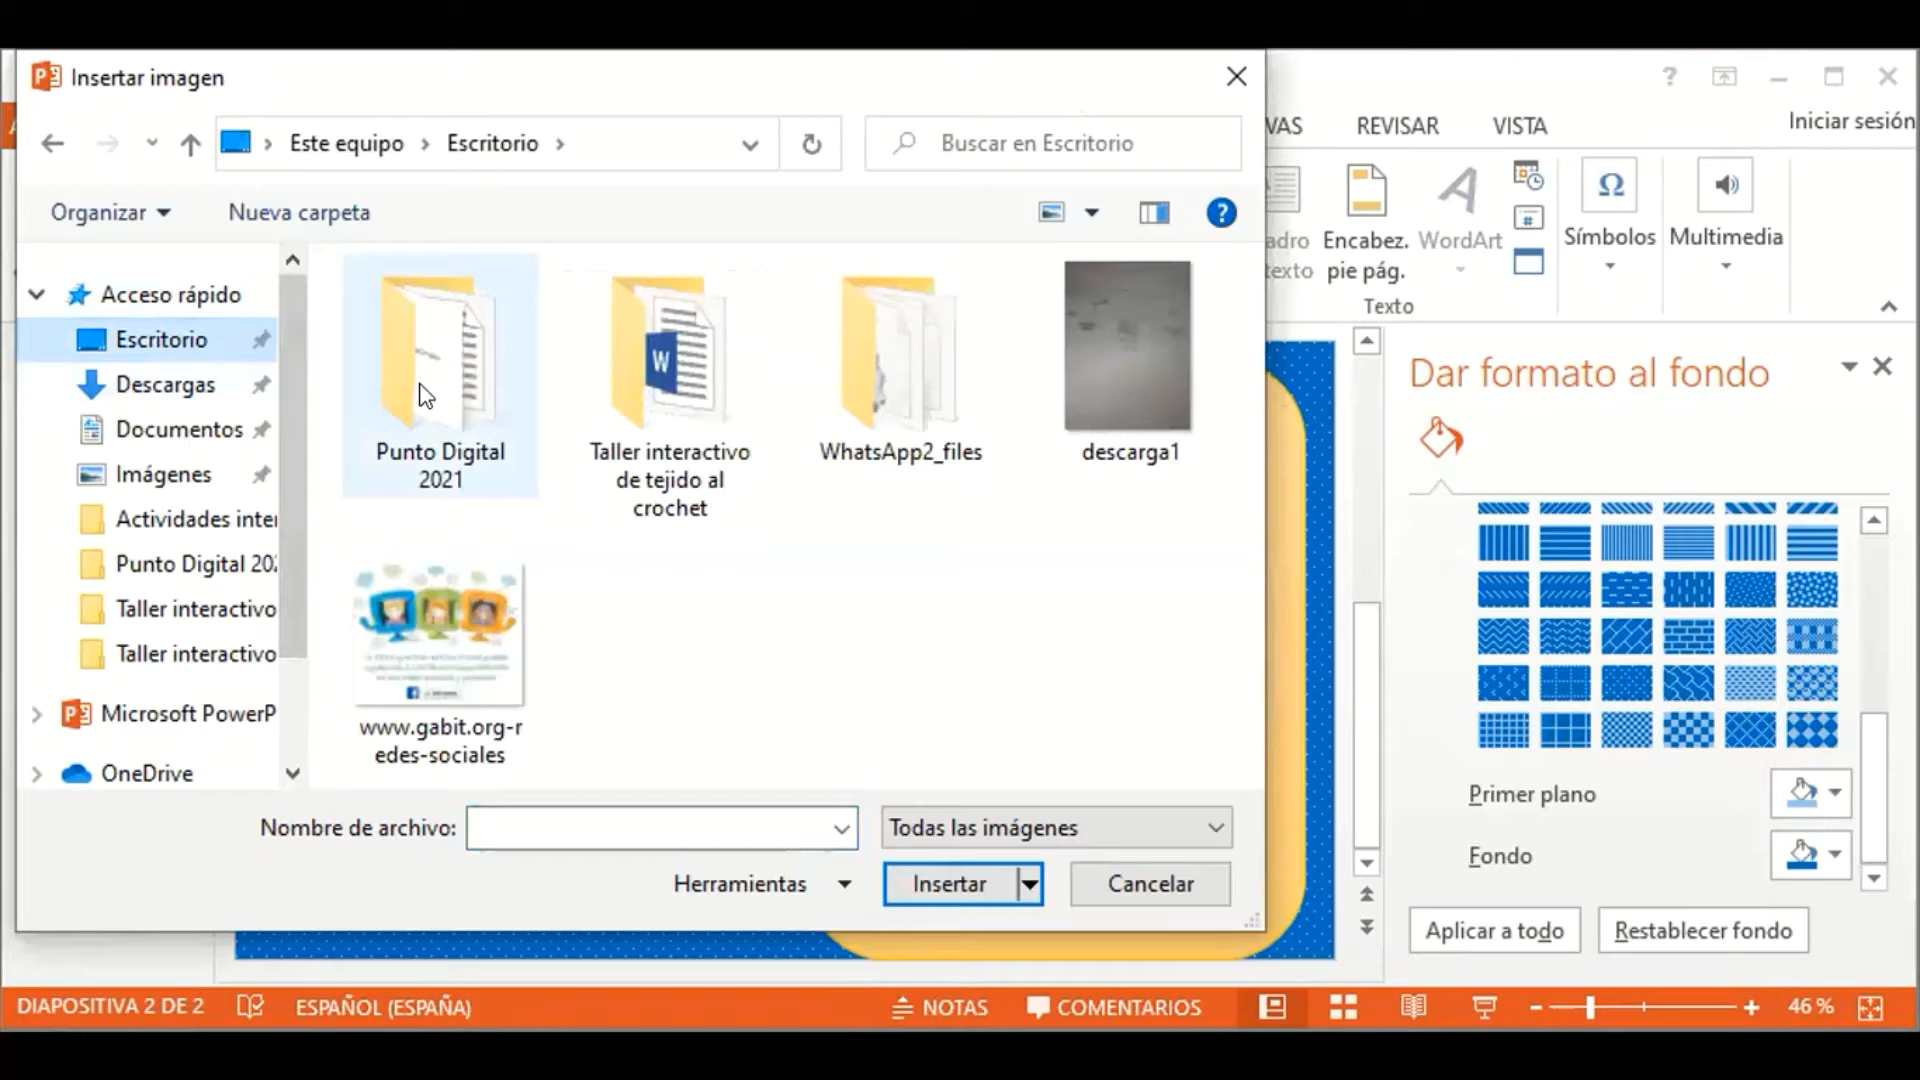 Insertar imagen
Este equipo
Escritorio
Buscar en Escritorio
Organizar
Nueva carpeta
Acceso rápido
Escritorio
Descargas
Documentos
Imágenes
Actividades inte
Punto Digital 20
Taller interactivo
Taller interactivo
Microsoft PowerP
OneDrive
Punto Digital
2021
Taller interactivo
de tejido al
crochet
WhatsApp2_files
descarga1
www.gabit.org-r
edes-sociales
Nombre de archivo:
Todas las imágenes
Herramientas
Insertar
Cancelar
VAS
REVISAR
VISTA
Iniciar sesión
adro
texto
Encabez.
pie pág.
WordArt
Símbolos
Multimedia
Texto
Dar formato al fondo
Primer plano
Fondo
Aplicar a todo
Restablecer fondo
DIAPOSITIVA 2 DE 2
ESPAÑOL (ESPAÑA)
NOTAS
COMENTARIOS
46 %